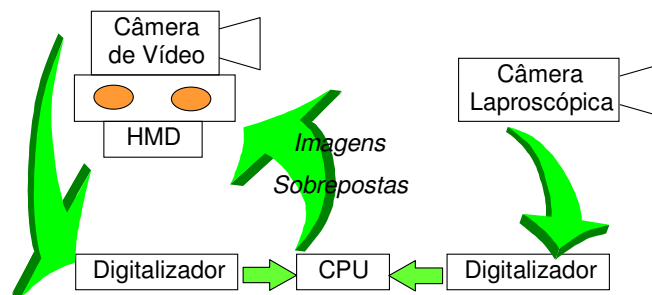 Câmera
de Vídeo
HMD
Câmera
Laproscópica
Imagens
Sobrepostas
Digitalizador
CPU
Digitalizador